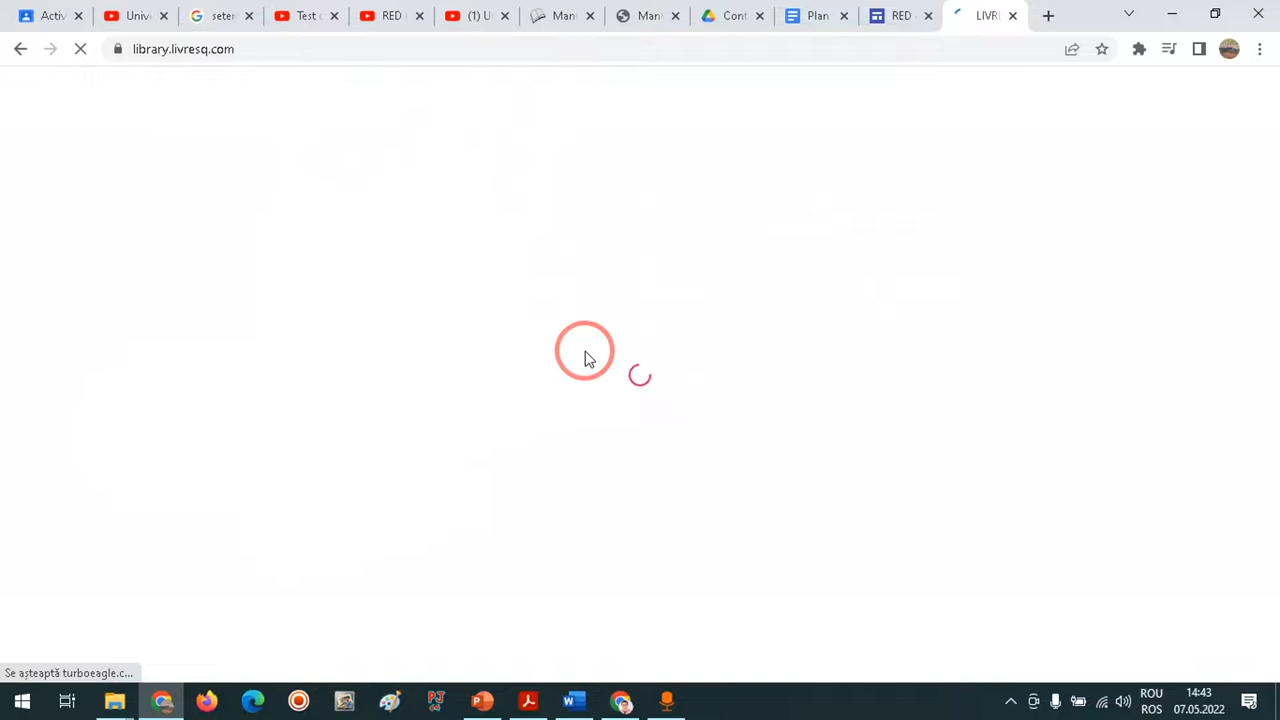 Activ
Unive
seter
Test
RED
(1) U
Man
Man
Cont
Plan
RED
LIVRE
library.livresq.com
Se așteaptă turboeagle.c...
ROU
ROS
14:43
07.05.2022